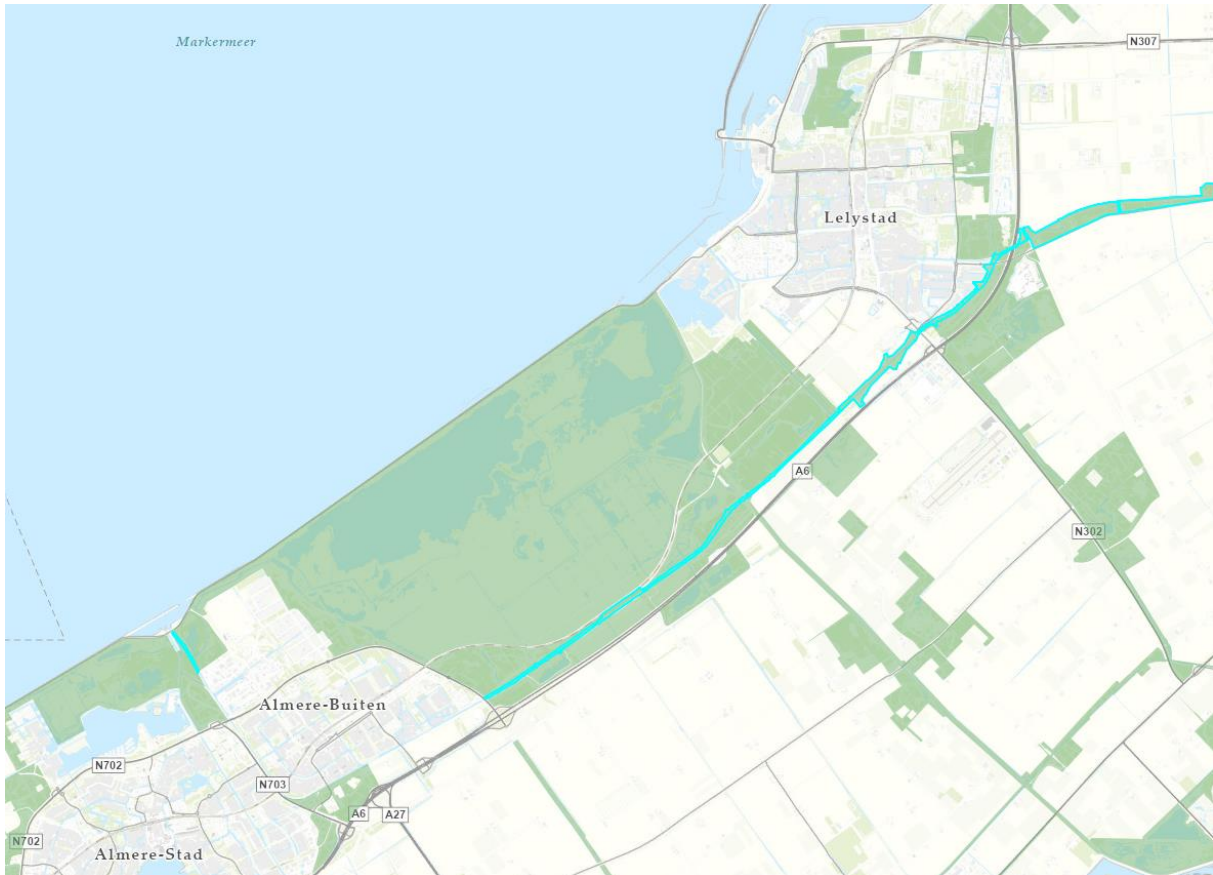 Markermeer
N307
Lelystad
A6
N302
Almere-Buiten
N702
N703
A6
A27
N702
Almere-Stad